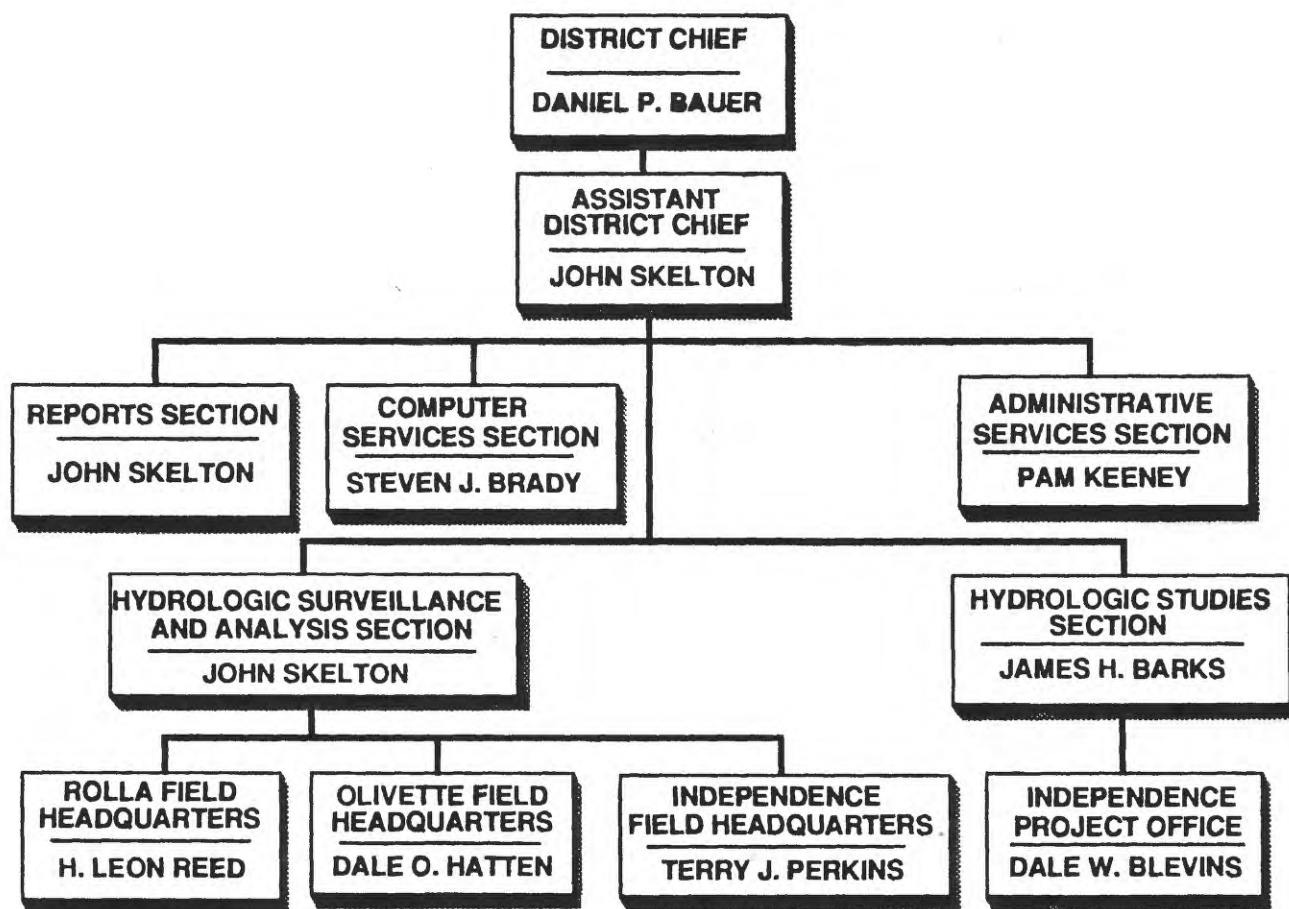 DISTRICT CHIEF
DANIEL P. BAUER
ASSISTANT
DISTRICT CHIEF
JOHN SKELTON
REPORTS SECTION
JOHN SKELTON
COMPUTER
SERVICES SECTION
STEVEN J. BRADY
ADMINISTRATIVE
SERVICES SECTION
PAM KEENEY
HYDROLOGIC SURVEILLANCE
AND ANALYSIS SECTION
JOHN SKELTON
HYDROLOGIC STUDIES
SECTION
JAMES H. BARKS
ROLLA FIELD
HEADQUARTERS
H. LEON REED
OLIVETTE FIELD
HEADQUARTERS
DALE O. HATTEN
INDEPENDENCE
FIELD HEADQUARTERS
TERRY J. PERKINS
INDEPENDENCE
PROJECT OFFICE
DALE W. BLEVINS